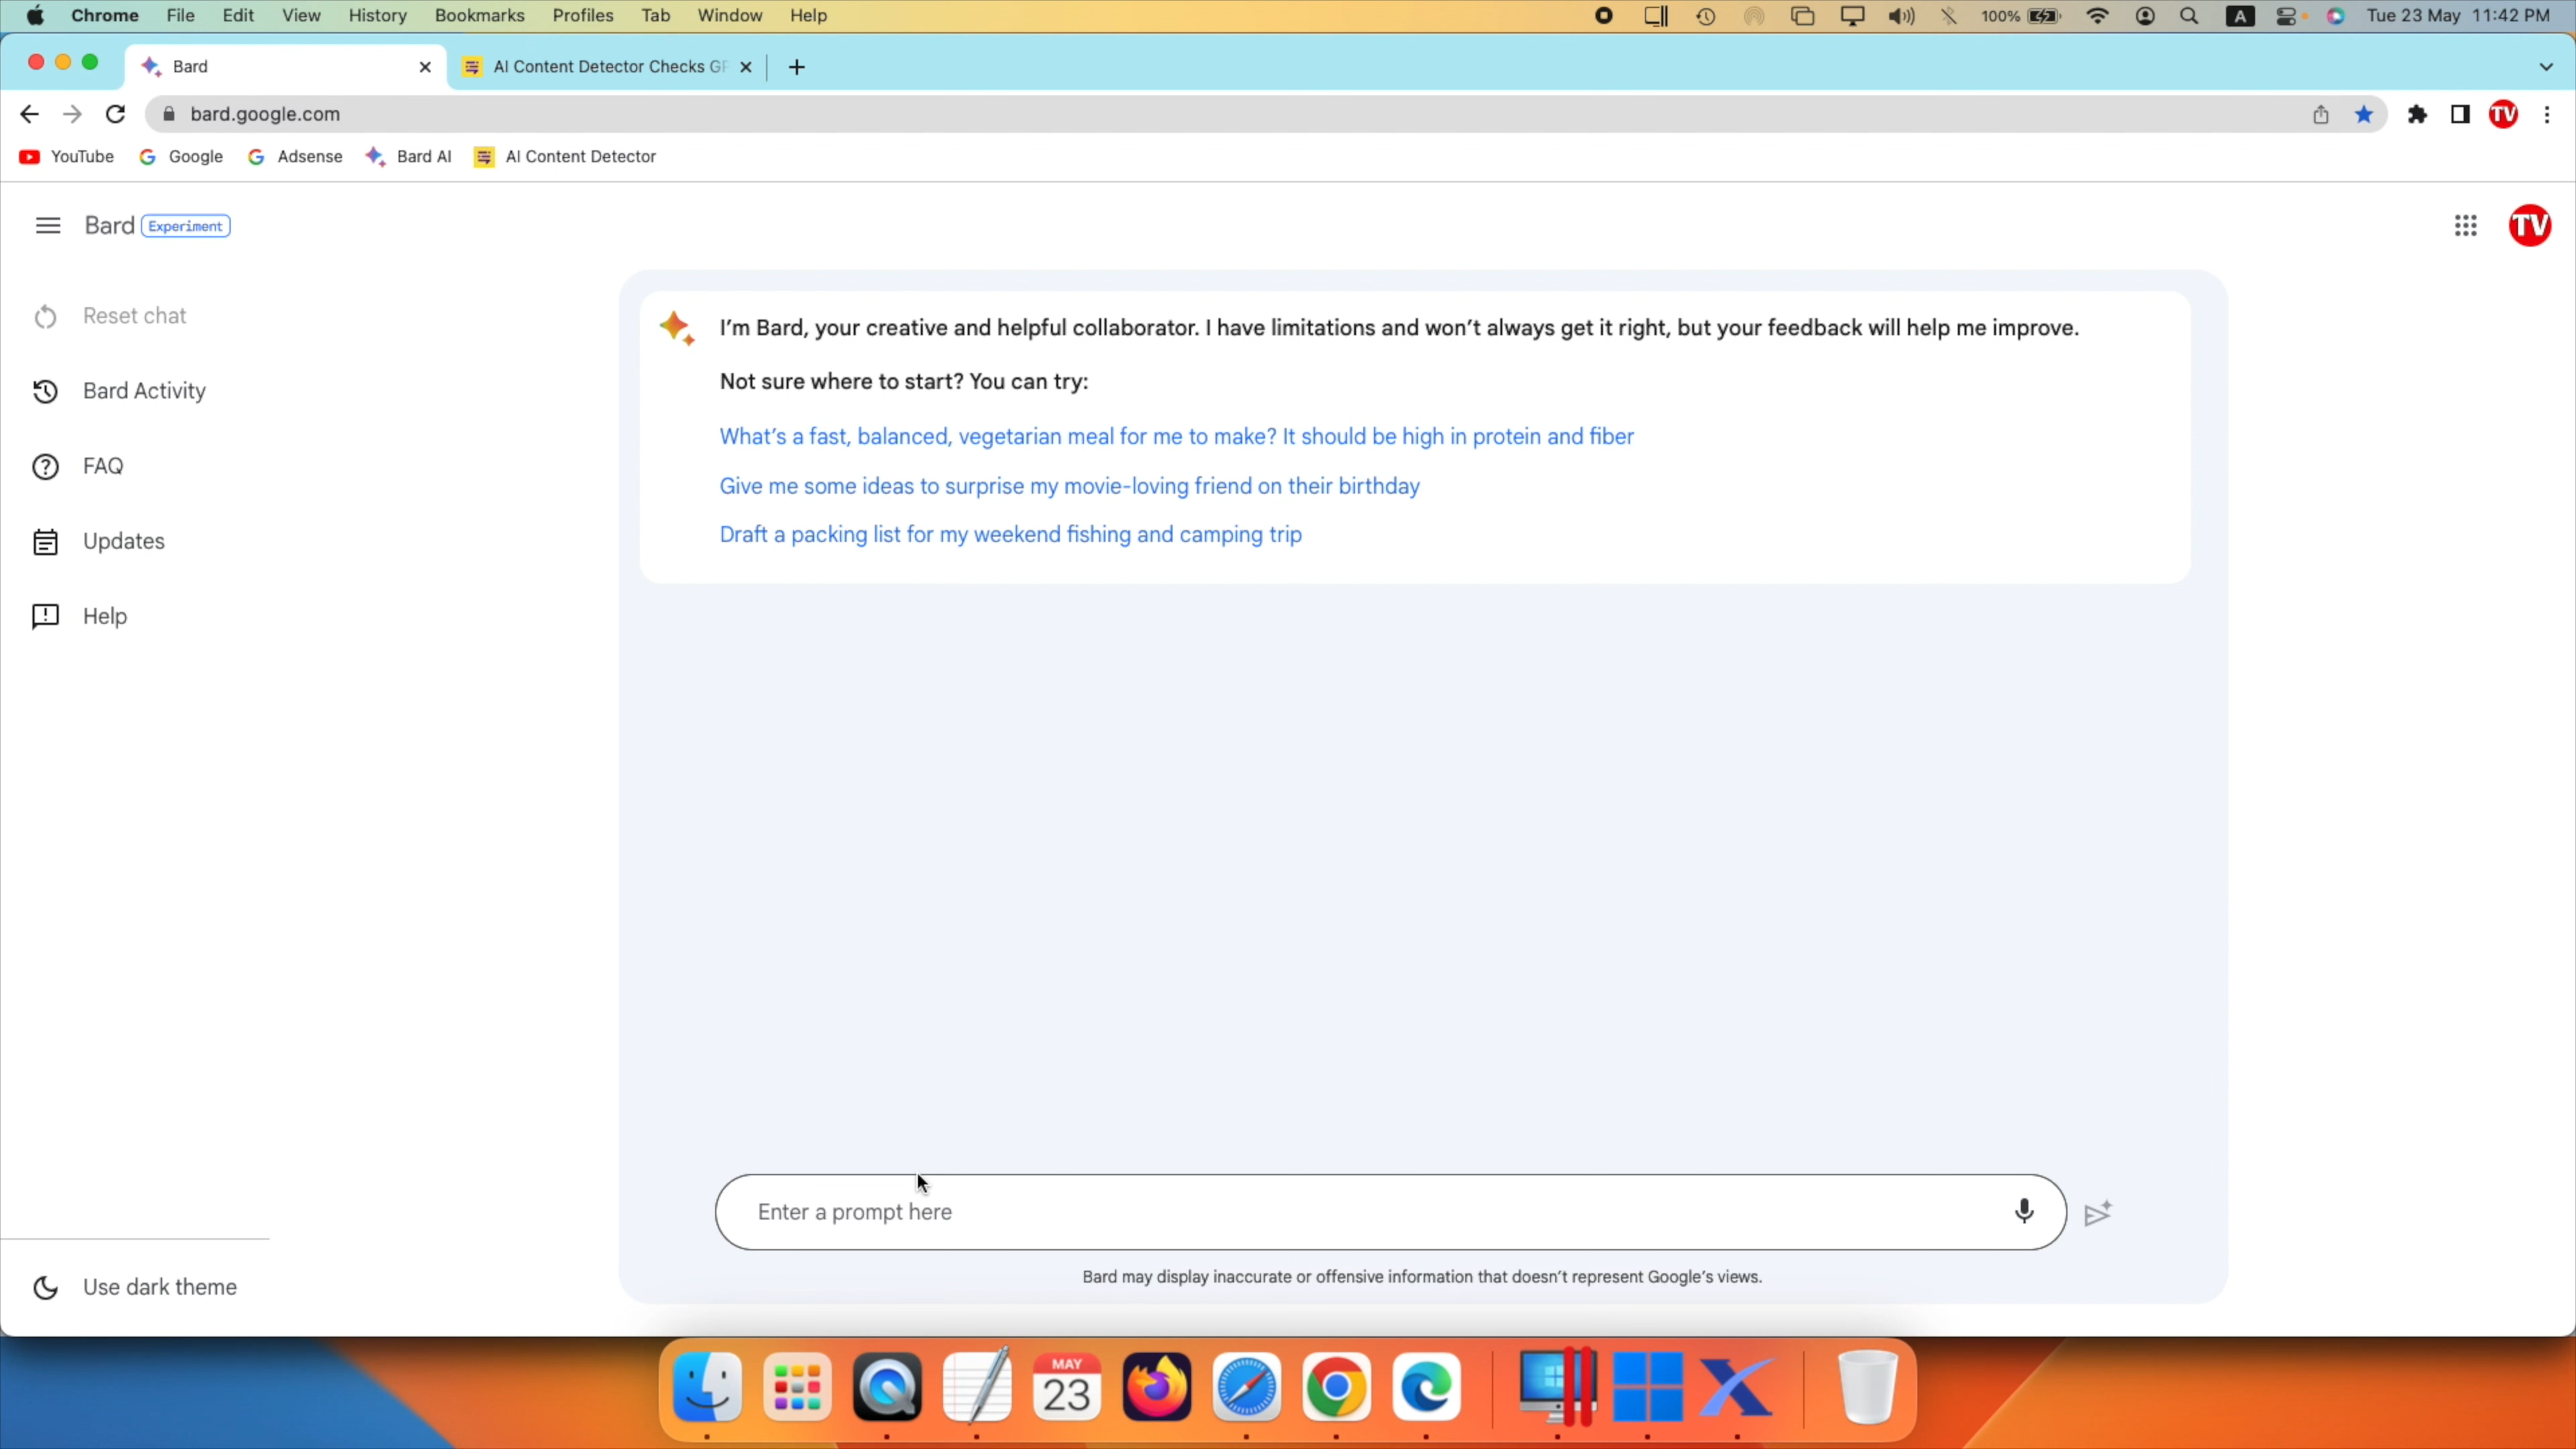 Chrome File Edit View History Bookmarks Profiles Tab Window Help 100% A Tue 23 May 11:42 PM
Bard AI Content Detector Checks GP
bard.google.com TV
YouTube Google Adsense Bard AI AI Content Detector
Bard Experiment TV
Reset chat
Bard Activity
FAQ
Updates
Help
I'm Bard, your creative and helpful collaborator. I have limitations and won't always get it right, but your feedback will help me improve.
Not sure where to start? You can try:
What's a fast, balanced, vegetarian meal for me to make? It should be high in protein and fiber
Give me some ideas to surprise my movie-loving friend on their birthday
Draft a packing list for my weekend fishing and camping trip
Enter a prompt here
Bard may display inaccurate or offensive information that doesn't represent Google's views.
Use dark theme
MAY
23